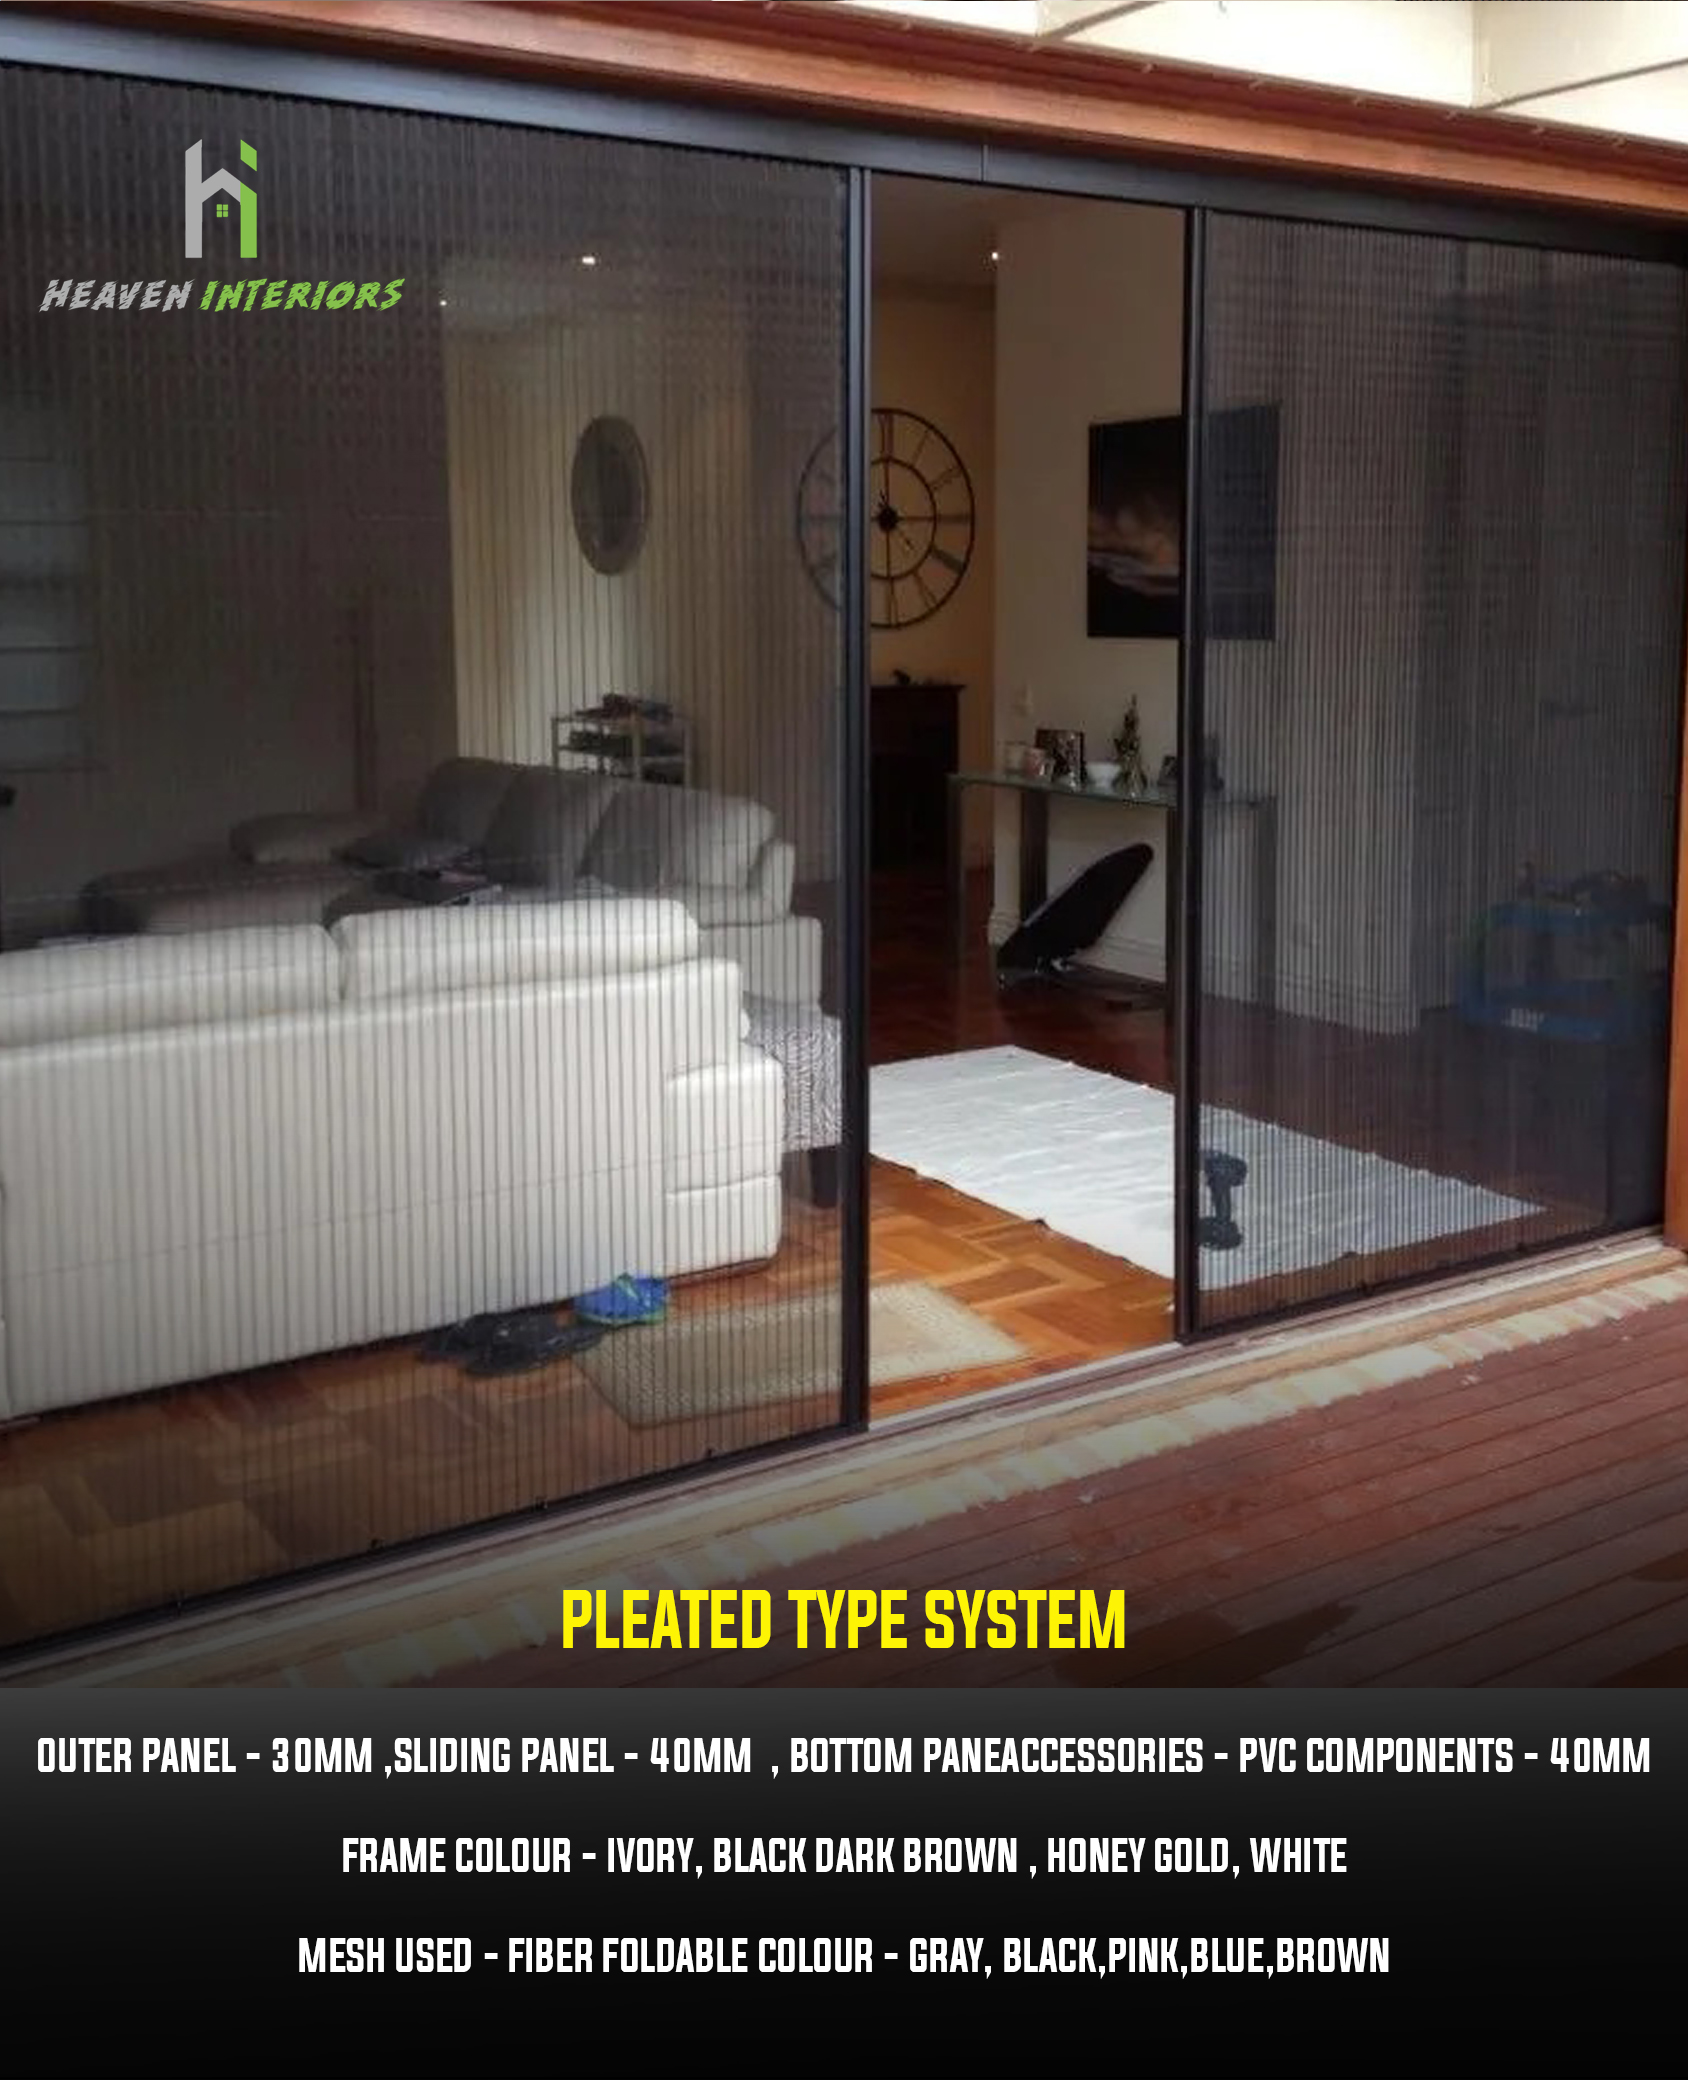 HEAVEN INTERIORS
PLEATED TYPE SYSTEM
OUTER PANEL - 30MM ,SLIDING PANEL - 40MM , BOTTOM PANEACCESSORIES - PVC COMPONENTS - 40MM
FRAME COLOUR - IVORY, BLACK DARK BROWN , HONEY GOLD, WHITE
MESH USED - FIBER FOLDABLE COLOUR - GRAY, BLACK,PINK,BLUE,BROWN